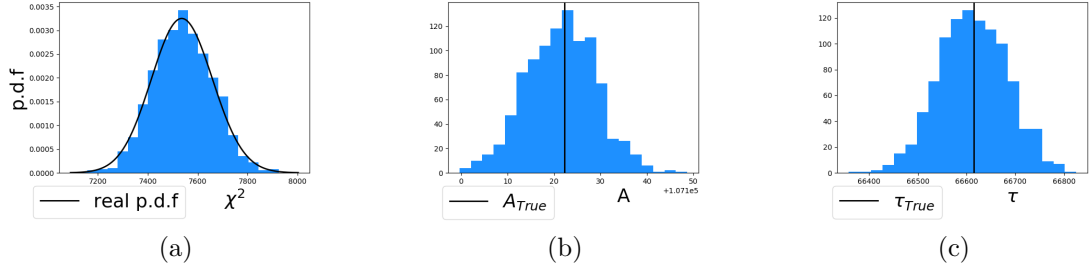 0.0035
0.0030
0.0025
0.0020
0.0015
0.0010
0.0005
0.0000
p.d.f
7200 7400 7600 7800 8000
real p.d.f
χ²
(a)
120
100
80
60
40
20
0
0 10 20 30 40 50
+1.071e5
A_True
A
(b)
120
100
80
60
40
20
0
66400 66500 66600 66700 66800
τ_True
τ
(c)